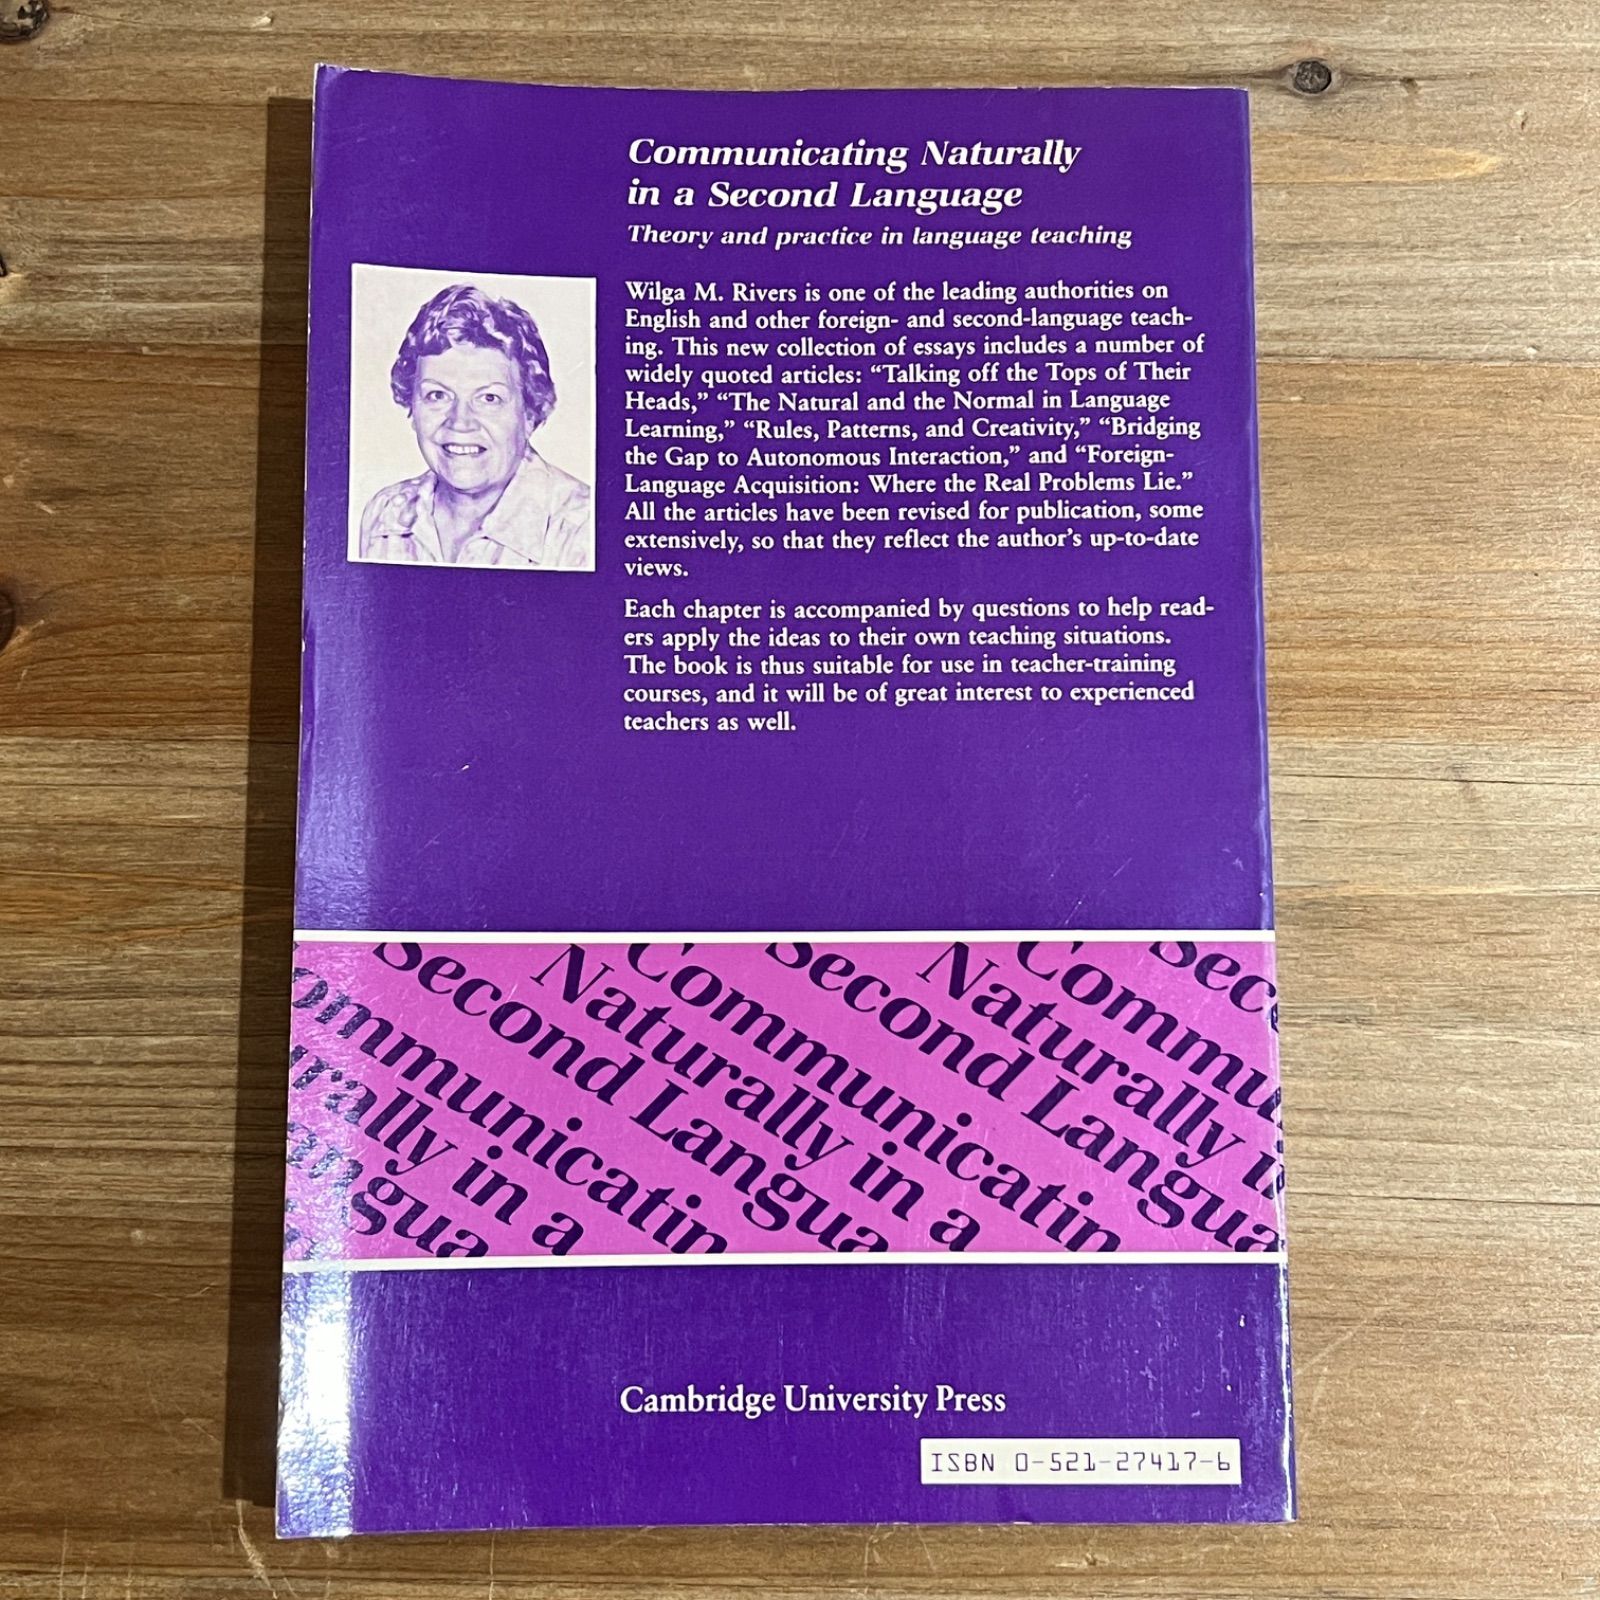 Communicating Naturally
in a Second Language
Theory and practice in language teaching
Wilga M. Rivers is one of the leading authorities on
English and other foreign- and second-language teach-
ing. This new collection of essays includes a number of
widely quoted articles: “Talking off the Tops of Their
Heads,” “The Natural and the Normal in Language
Learning,” “Rules, Patterns, and Creativity,” “Bridging
the Gap to Autonomous Interaction,” and “Foreign-
Language Acquisition: Where the Real Problems Lie.”
All the articles have been revised for publication, some
extensively, so that they reflect the author’s up-to-date
views.
Each chapter is accompanied by questions to help read-
ers apply the ideas to their own teaching situations.
The book is thus suitable for use in teacher-training
courses, and it will be of great interest to experienced
teachers as well.
Communicatin
Naturally in a
Second Langua
Communicatin
Naturally in a
Second Langua
Cambridge University Press
ISBN 0-521-27417-6